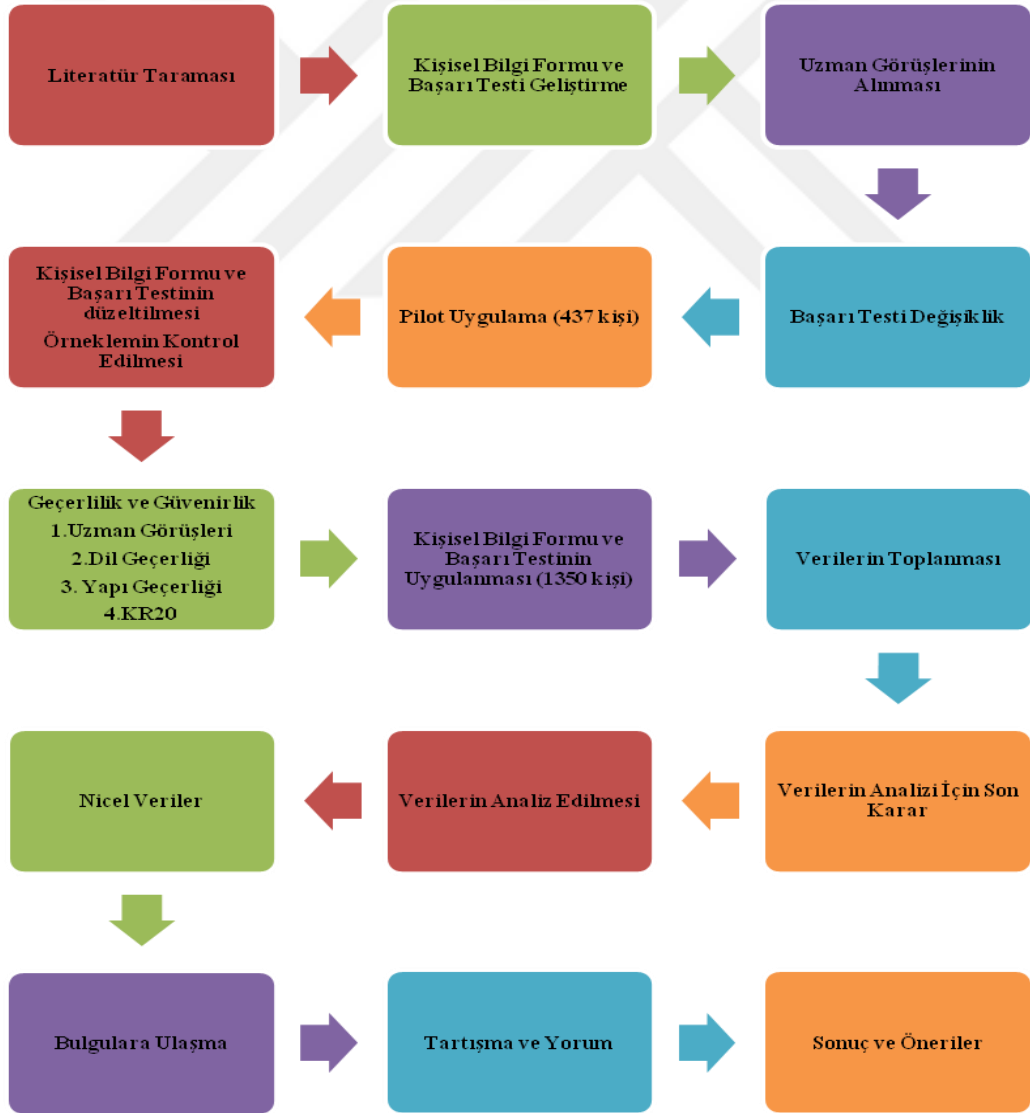 Literatür Taraması
Kişisel Bilgi Formu ve
Başarı Testi Geliştirme
Uzman Görüşlerinin
Alınması
Başarı Testi Değişiklik
Pilot Uygulama (437 kişi)
Kişisel Bilgi Formu ve
Başarı Testinin
düzeltilmesi
Örneklemin Kontrol
Edilmesi
Geçerlilik ve Güvenirlik
1.Uzman Görüşleri
2.Dil Geçerliği
3. Yapı Geçerliği
4.KR20
Kişisel Bilgi Formu ve
Başarı Testinin
Uygulanması (1350 kişi)
Verilerin Toplanması
Verilerin Analizi İçin Son
Karar
Verilerin Analiz Edilmesi
Nicel Veriler
Bulgulara Ulaşma
Tartışma ve Yorum
Sonuç ve Öneriler